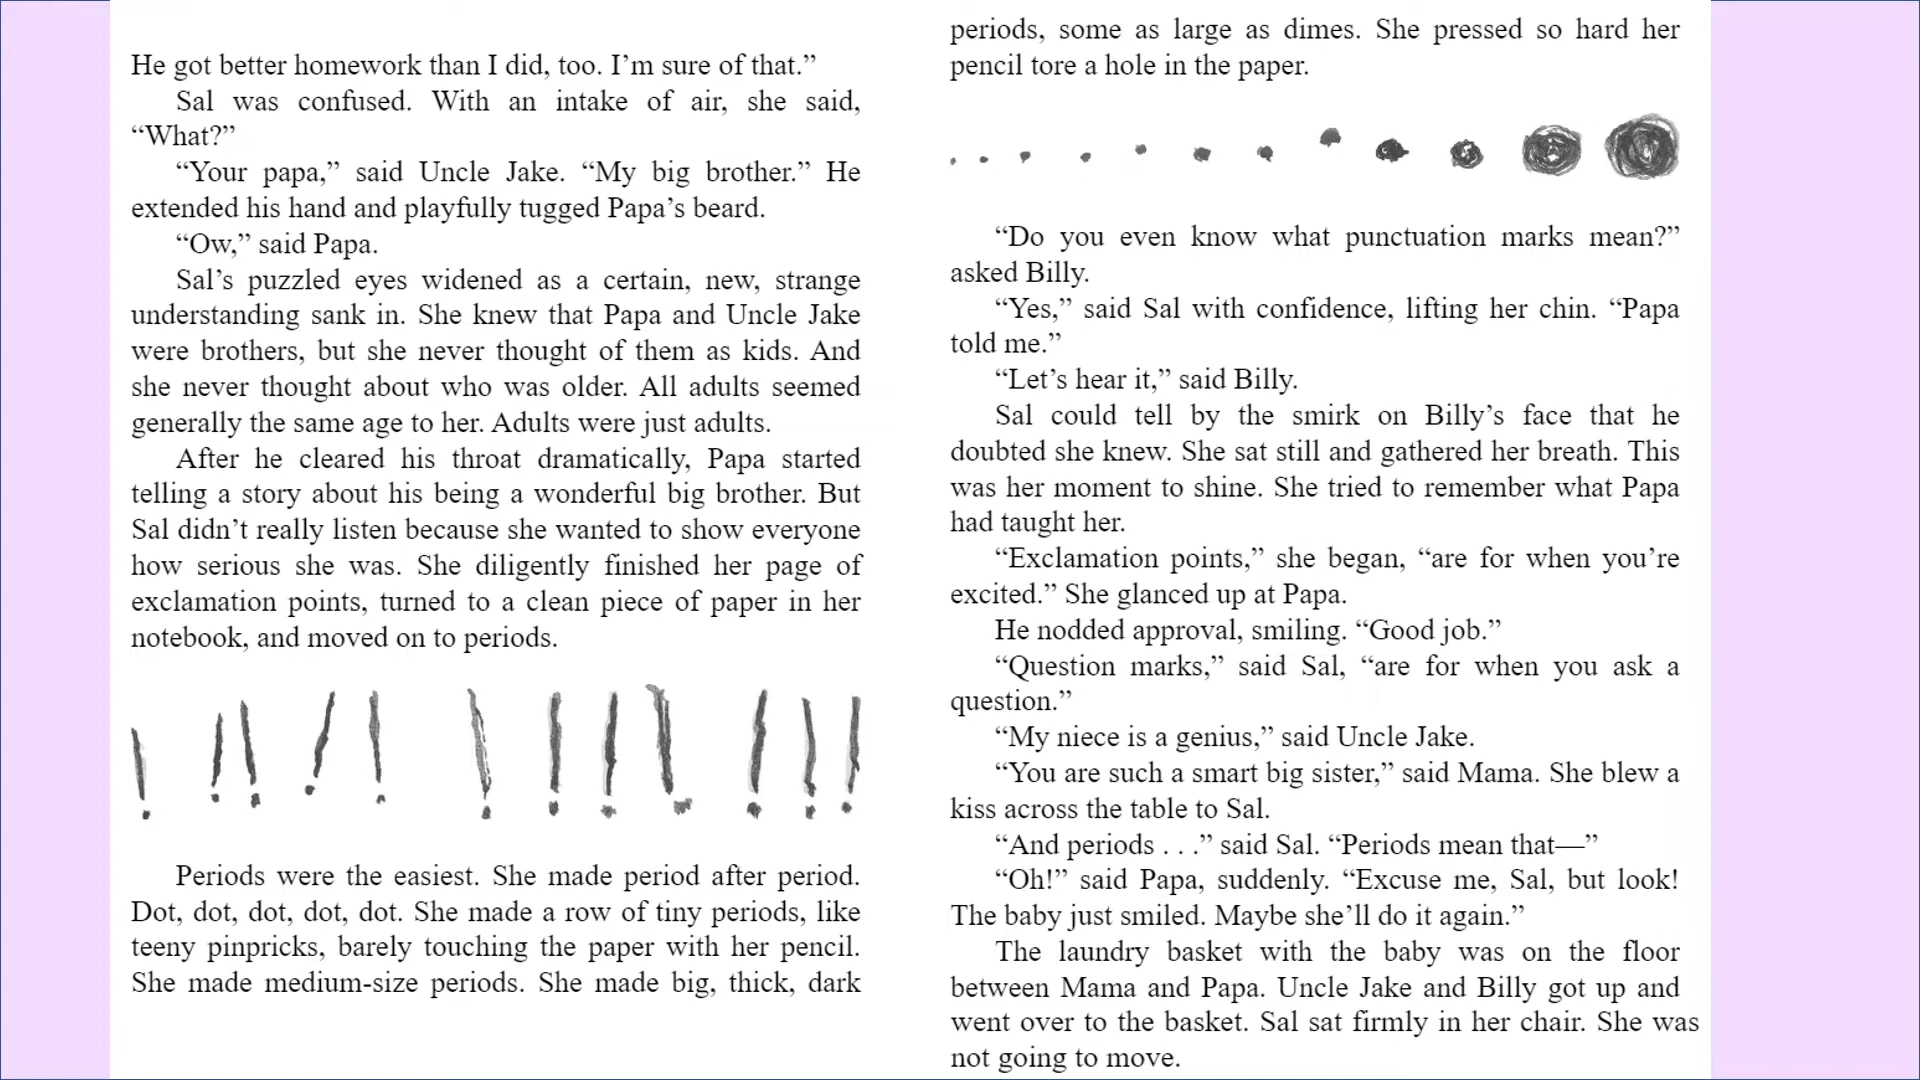 He got better homework than I did, too. I’m sure of that.”
Sal was confused. With an intake of air, she said,
“What?”
“Your papa,” said Uncle Jake. “My big brother.” He
extended his hand and playfully tugged Papa’s beard.
“Ow,” said Papa.
Sal’s puzzled eyes widened as a certain, new, strange
understanding sank in. She knew that Papa and Uncle Jake
were brothers, but she never thought of them as kids. And
she never thought about who was older. All adults seemed
generally the same age to her. Adults were just adults.
After he cleared his throat dramatically, Papa started
telling a story about his being a wonderful big brother. But
Sal didn’t really listen because she wanted to show everyone
how serious she was. She diligently finished her page of
exclamation points, turned to a clean piece of paper in her
notebook, and moved on to periods.
! ! ! ! ! ! ! ! ! ! ! !
Periods were the easiest. She made period after period.
Dot, dot, dot, dot, dot. She made a row of tiny periods, like
teeny pinpricks, barely touching the paper with her pencil.
She made medium-size periods. She made big, thick, dark
periods, some as large as dimes. She pressed so hard her
pencil tore a hole in the paper.
. . . . . . . . . . . .
“Do you even know what punctuation marks mean?”
asked Billy.
“Yes,” said Sal with confidence, lifting her chin. “Papa
told me.”
“Let’s hear it,” said Billy.
Sal could tell by the smirk on Billy’s face that he
doubted she knew. She sat still and gathered her breath. This
was her moment to shine. She tried to remember what Papa
had taught her.
“Exclamation points,” she began, “are for when you’re
excited.” She glanced up at Papa.
He nodded approval, smiling. “Good job.”
“Question marks,” said Sal, “are for when you ask a
question.”
“My niece is a genius,” said Uncle Jake.
“You are such a smart big sister,” said Mama. She blew a
kiss across the table to Sal.
“And periods . . .” said Sal. “Periods mean that—”
“Oh!” said Papa, suddenly. “Excuse me, Sal, but look!
The baby just smiled. Maybe she’ll do it again.”
The laundry basket with the baby was on the floor
between Mama and Papa. Uncle Jake and Billy got up and
went over to the basket. Sal sat firmly in her chair. She was
not going to move.